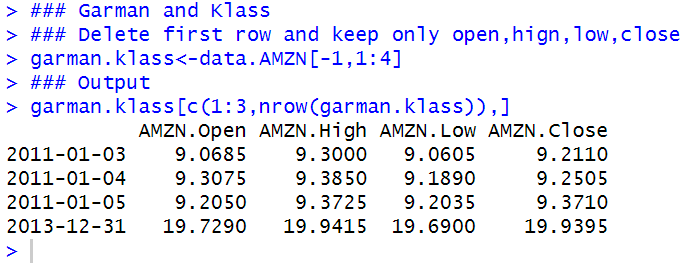 > ### Garman and Klass
> ### Delete first row and keep only open,hign,low,close
> garman.klass<-data.AMZN[-1,1:4]
> ### Output
> garman.klass[c(1:3,nrow(garman.klass)),]
           AMZN.Open AMZN.High AMZN.Low AMZN.Close
2011-01-03    9.0685    9.3000   9.0605     9.2110
2011-01-04    9.3075    9.3850   9.1890     9.2505
2011-01-05    9.2050    9.3725   9.2035     9.3710
2013-12-31   19.7290   19.9415  19.6900    19.9395
>